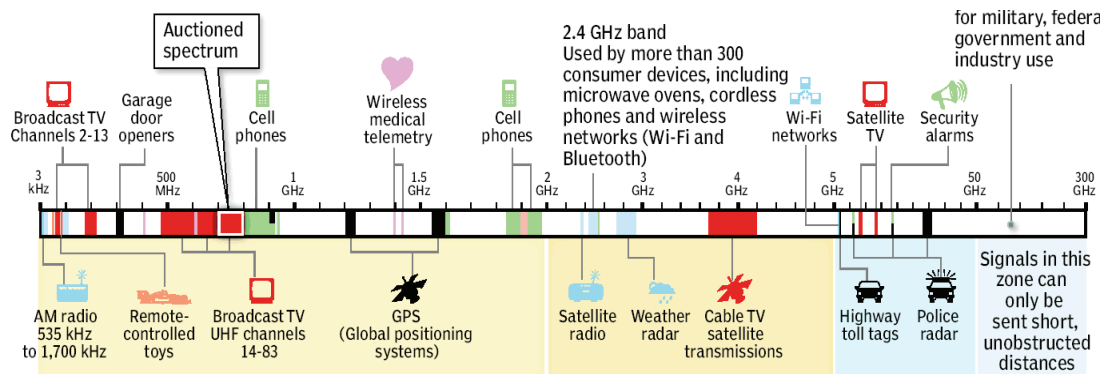 Auctioned
spectrum
2.4 GHz band
Used by more than 300
consumer devices, including
microwave ovens, cordless
phones and wireless
networks (Wi-Fi and
Bluetooth)
for military, federa
government and
industry use
Broadcast TV
Channels 2-13
Garage
door
openers
Cell
phones
Wireless
medical
telemetry
Cell
phones
Wi-Fi
networks
Satellite
TV
Security
alarms
3
kHz
500
MHz
1
GHz
1.5
GHz
2
GHz
3
GHz
4
GHz
5
GHz
50
GHz
300
GHz
AM radio
535 kHz
to 1,700 kHz
Remote-
controlled
toys
Broadcast TV
UHF channels
14-83
GPS
(Global positioning
systems)
Satellite
radio
Weather
radar
Cable TV
satellite
transmissions
Highway
toll tags
Police
radar
Signals in this
zone can
only be
sent short,
unobstructed
distances